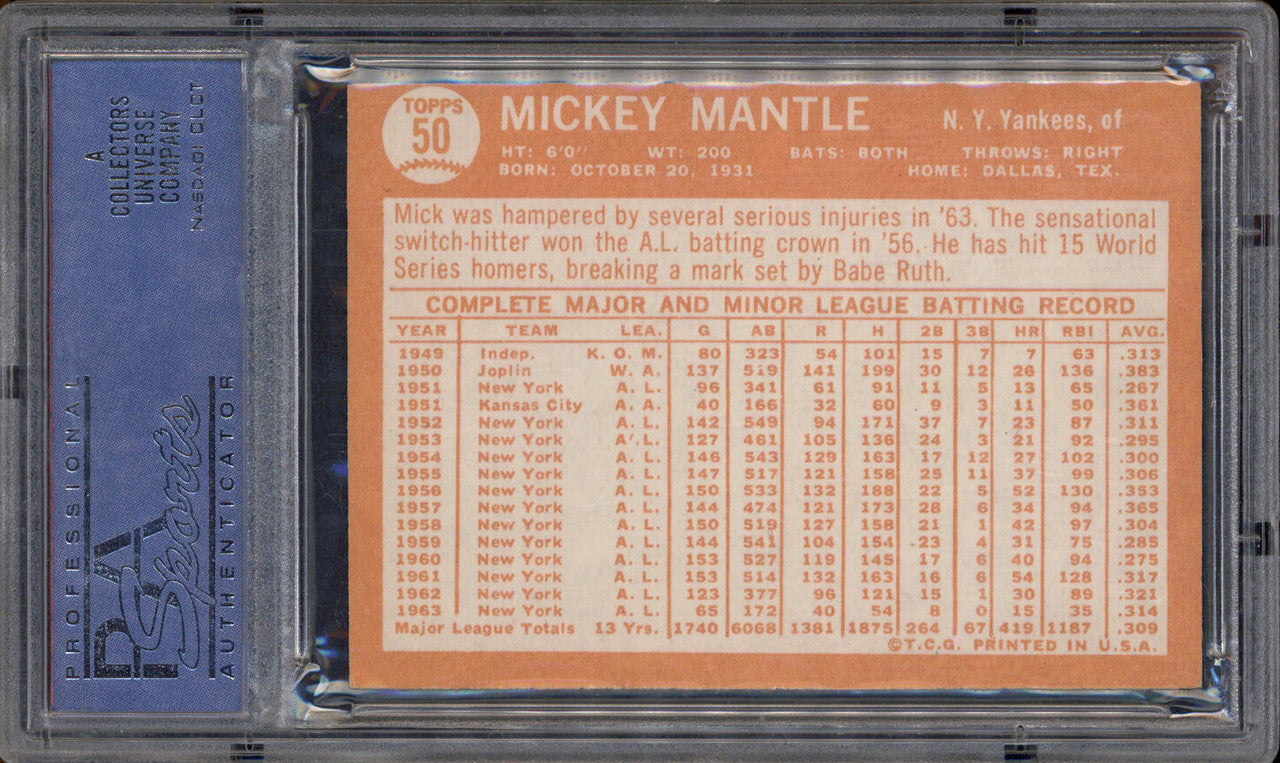 A
COLLECTORS
UNIVERSE
COMPANY
NASDAQ: CLCT
PROFESSIONAL
PSA
Sports
AUTHENTICATOR
TOPPS
50
MICKEY MANTLE
N. Y. Yankees, of
HT: 6'0" WT: 200 BATS: BOTH THROWS: RIGHT
BORN: OCTOBER 20, 1931 HOME: DALLAS, TEX.
Mick was hampered by several serious injuries in '63. The sensational
switch-hitter won the A.L. batting crown in '56. He has hit 15 World
Series homers, breaking a mark set by Babe Ruth.
COMPLETE MAJOR AND MINOR LEAGUE BATTING RECORD
YEAR TEAM LEA. G AB R H 2B 3B HR RBI AVG.
1949 Indep. K. O. M. 80 323 54 101 15 7 7 63 .313
1950 Joplin W. A. 137 519 141 199 30 12 26 136 .383
1951 New York A. L. 96 341 61 91 11 5 13 65 .267
1951 Kansas City A. A. 40 166 32 60 9 3 11 50 .361
1952 New York A. L. 142 549 94 171 37 7 23 87 .311
1953 New York A. L. 127 461 105 136 24 3 21 92 .295
1954 New York A. L. 146 543 129 163 17 12 27 102 .300
1955 New York A. L. 147 517 121 158 25 11 37 99 .306
1956 New York A. L. 150 533 132 188 22 5 52 130 .353
1957 New York A. L. 144 474 121 173 28 6 34 94 .365
1958 New York A. L. 150 519 127 158 21 1 42 97 .304
1959 New York A. L. 144 541 104 154 23 4 31 75 .285
1960 New York A. L. 153 527 119 145 17 6 40 94 .275
1961 New York A. L. 153 514 132 163 16 6 54 128 .317
1962 New York A. L. 123 377 96 121 15 1 30 89 .321
1963 New York A. L. 65 172 40 54 8 0 15 35 .314
Major League Totals 13 Yrs. 1740 6068 1381 1875 264 67 419 1187 .309
©T.C.G. PRINTED IN U.S.A.